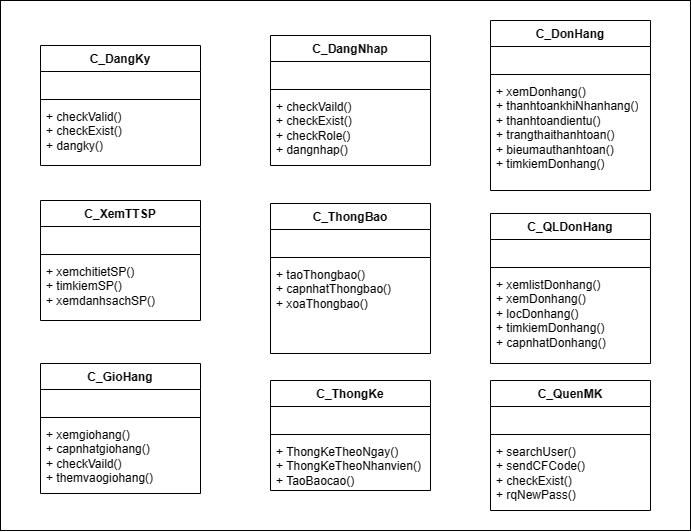 C_DangKy
+ checkValid()
+ checkExist()
+ dangky()
C_DangNhap
+ checkVaild()
+ checkExist()
+ checkRole()
+ dangnhap()
C_DonHang
+ xemDonhang()
+ thanhtoankhiNhanhang()
+ thanhtoandientu()
+ trangthaithanhtoan()
+ bieumauthanhtoan()
+ timkiemDonhang()
C_XemTTSP
+ xemchitietSP()
+ timkiemSP()
+ xemdanhsachSP()
C_ThongBao
+ taoThongbao()
+ capnhatThongbao()
+ xoaThongbao()
C_QLDonHang
+ xemlistDonhang()
+ xemDonhang()
+ locDonhang()
+ timkiemDonhang()
+ capnhatDonhang()
C_GioHang
+ xemgiohang()
+ capnhatgiohang()
+ checkVaild()
+ themvaogiohang()
C_ThongKe
+ ThongKeTheoNgay()
+ ThongKeTheoNhanvien()
+ TaoBaocao()
C_QuenMK
+ searchUser()
+ sendCFCode()
+ checkExist()
+ rqNewPass()